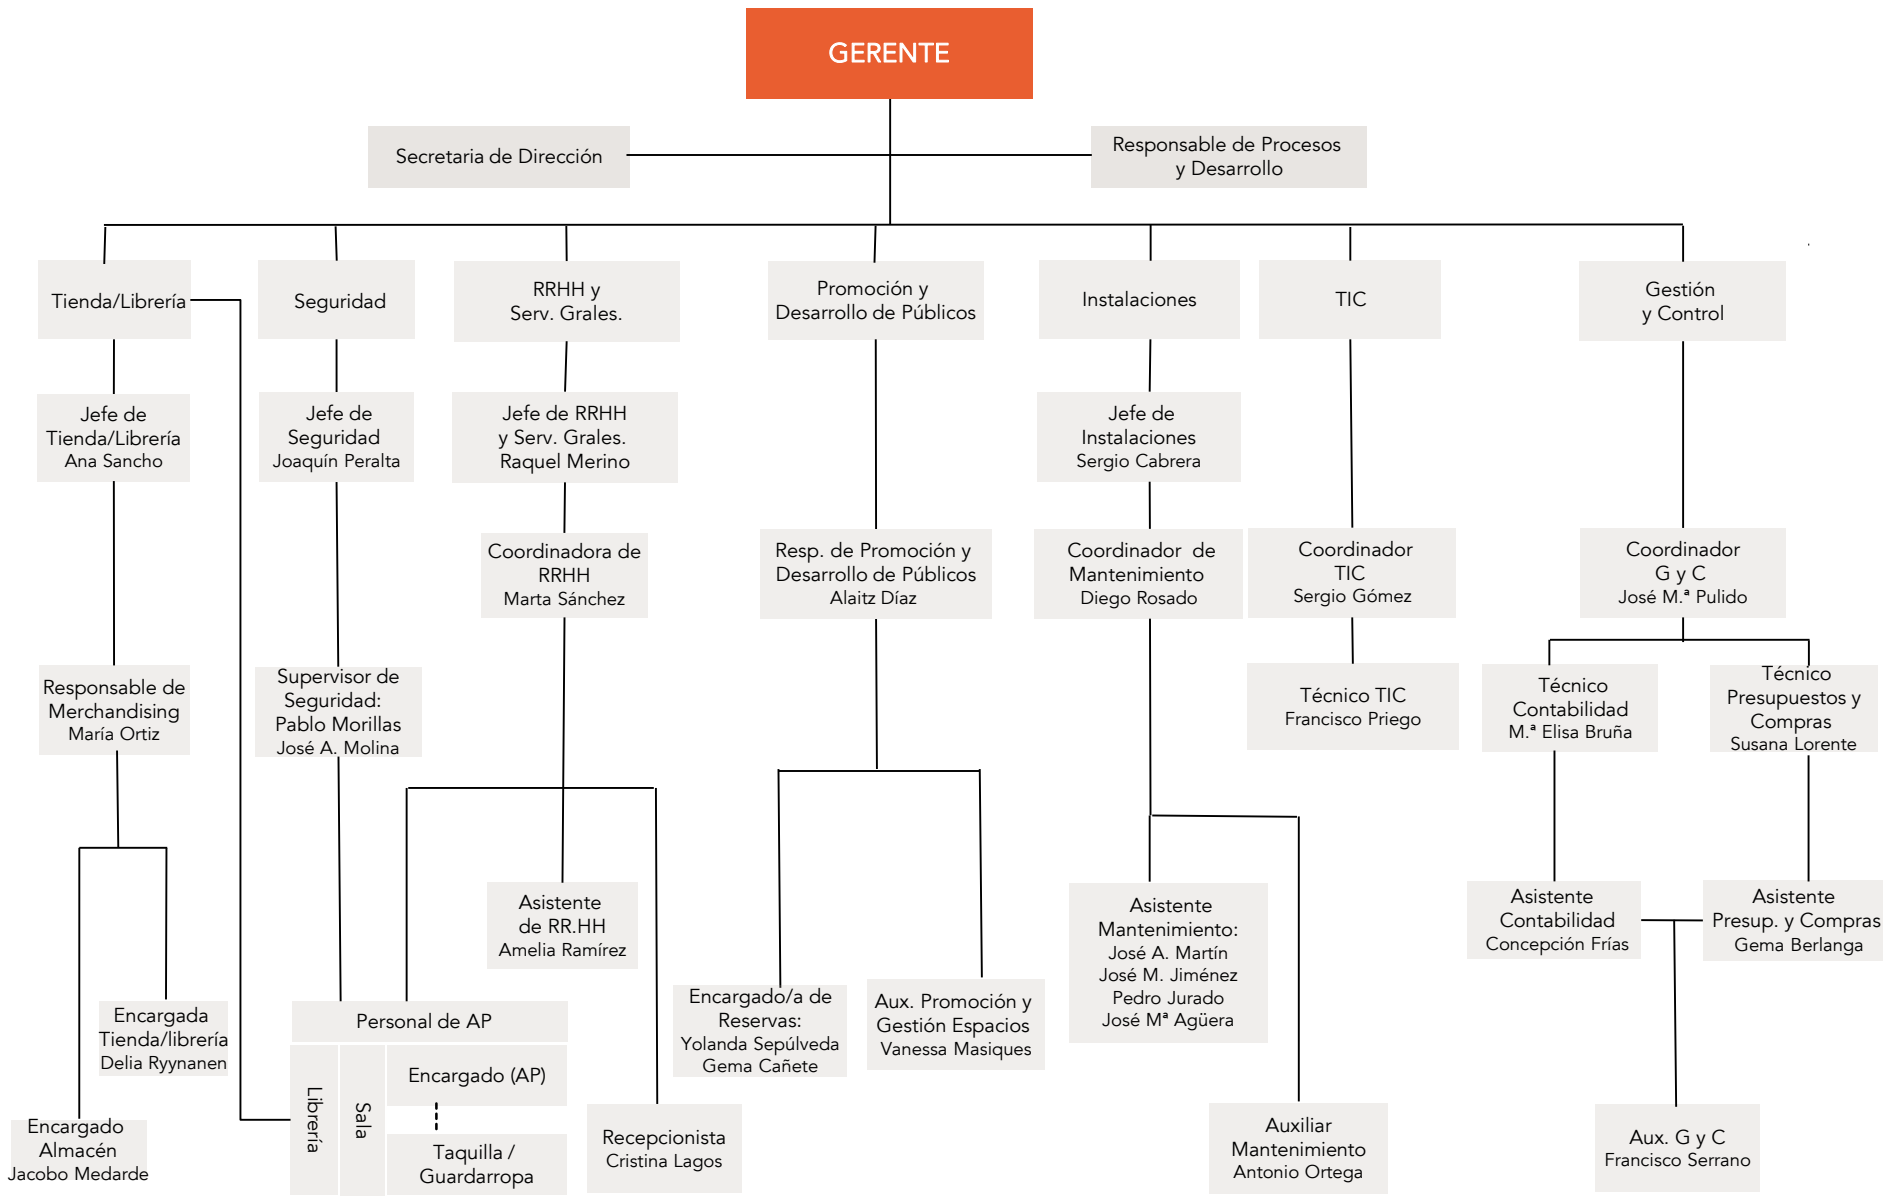 GERENTE
Secretaria de Dirección
Responsable de Procesos
y Desarrollo
Tienda/Librería
Seguridad
RRHH y
Serv. Grales.
Promoción y
Desarrollo de Públicos
Instalaciones
TIC
Gestión
y Control
Jefe de
Tienda/Librería
Ana Sancho
Jefe de
Seguridad
Joaquín Peralta
Jefe de RRHH
y Serv. Grales.
Raquel Merino
Jefe de
Instalaciones
Sergio Cabrera
Coordinadora de
RRHH
Marta Sánchez
Resp. de Promoción y
Desarrollo de Públicos
Alaitz Díaz
Coordinador de
Mantenimiento
Diego Rosado
Coordinador
TIC
Sergio Gómez
Coordinador
G y C
José M.ª Pulido
Responsable de
Merchandising
María Ortiz
Supervisor de
Seguridad:
Pablo Morillas
José A. Molina
Técnico TIC
Francisco Priego
Técnico
Contabilidad
M.ª Elisa Bruña
Técnico
Presupuestos y
Compras
Susana Lorente
Asistente
de RR.HH
Amelia Ramírez
Asistente
Mantenimiento:
José A. Martín
José M. Jiménez
Pedro Jurado
José Mª Agüera
Asistente
Contabilidad
Concepción Frías
Asistente
Presup. y Compras
Gema Berlanga
Encargada
Tienda/librería
Delia Ryynanen
Personal de AP
Librería
Sala
Encargado (AP)
Taquilla /
Guardarropa
Encargado/a de
Reservas:
Yolanda Sepúlveda
Gema Cañete
Aux. Promoción y
Gestión Espacios
Vanessa Masiques
Encargado
Almacén
Jacobo Medarde
Recepcionista
Cristina Lagos
Auxiliar
Mantenimiento
Antonio Ortega
Aux. G y C
Francisco Serrano